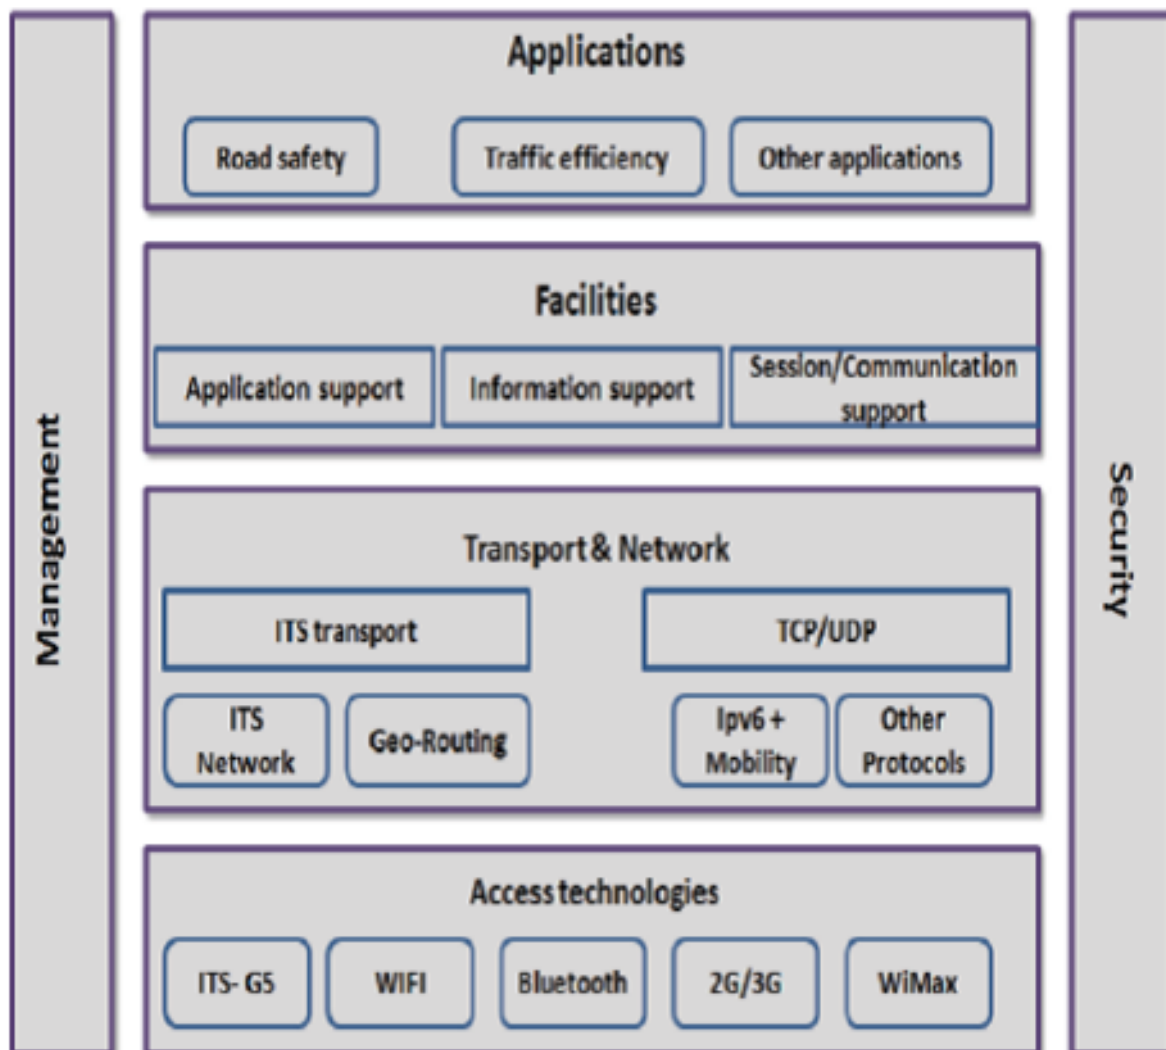 Management
Applications
Road safety
Traffic efficiency
Other applications
Facilities
Application support
Information support
Session/Communication
support
Transport & Network
ITS transport
TCP/UDP
ITS
Network
Geo-Routing
Ipv6 +
Mobility
Other
Protocols
Access technologies
ITS- G5
WIFI
Bluetooth
2G/3G
WiMax
Security